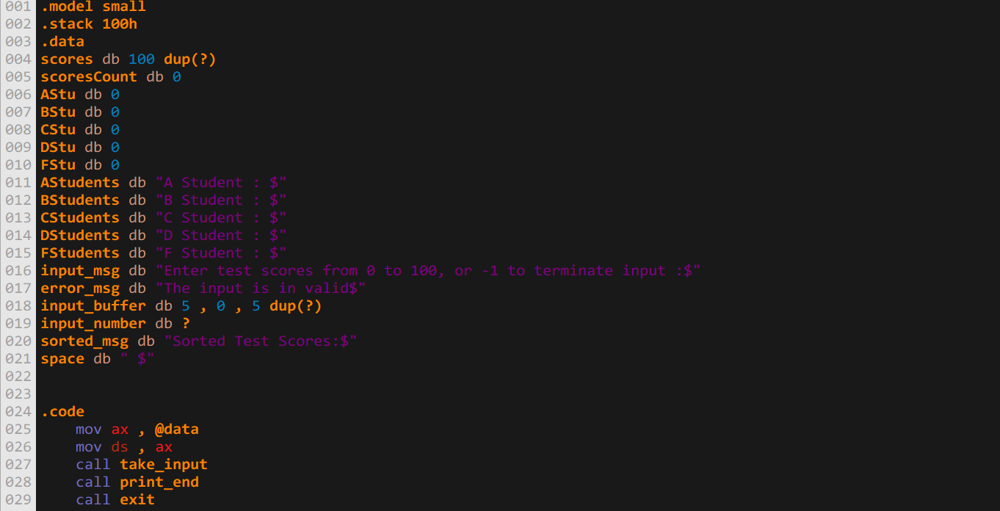 001 .model small
002 .stack 100h
003 .data
004 scores db 100 dup(?)
005 scoresCount db 0
006 AStu db 0
007 BStu db 0
008 CStu db 0
009 DStu db 0
010 FStu db 0
011 AStudents db "A Student : $"
012 BStudents db "B Student : $"
013 CStudents db "C Student : $"
014 DStudents db "D Student : $"
015 FStudents db "F Student : $"
016 input_msg db "Enter test scores from 0 to 100, or -1 to terminate input :$"
017 error_msg db "The input is in valid$"
018 input_buffer db 5 , 0 , 5 dup(?)
019 input_number db ?
020 sorted_msg db "Sorted Test Scores:$"
021 space db " $"
022
023
024 .code
025     mov ax , @data
026     mov ds , ax
027     call take_input
028     call print_end
029     call exit